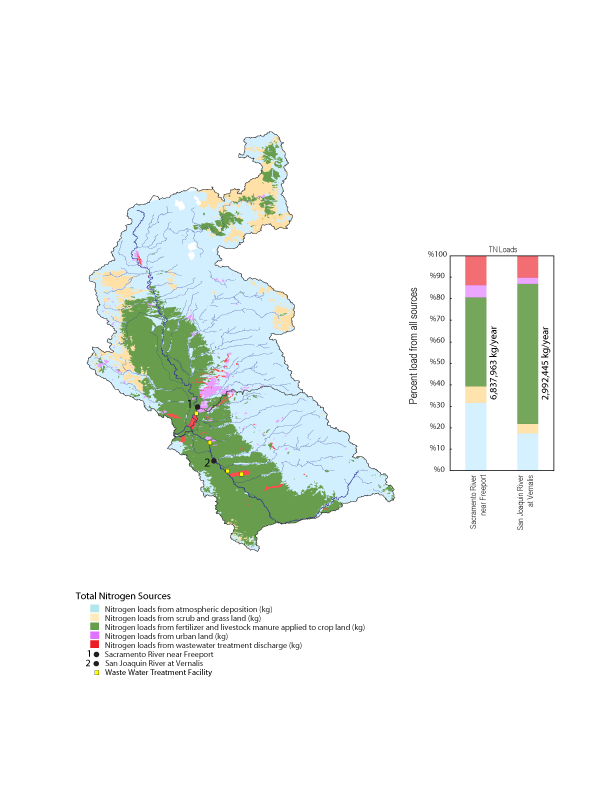 TN Loads
%100
%90
%80
%70
%60
%50
%40
%30
%20
%10
%0
Percent load from all sources
6,837,963 kg/year
2,992,445 kg/year
Sacramento River
near Freeport
San Joaquin River
at Vernalis
1
2
Total Nitrogen Sources
Nitrogen loads from atmospheric deposition (kg)
Nitrogen loads from scrub and grass land (kg)
Nitrogen loads from fertilizer and livestock manure applied to crop land (kg)
Nitrogen loads from urban land (kg)
Nitrogen loads from wastewater treatment discharge (kg)
1 Sacramento River near Freeport
2 San Joaquin River at Vernalis
Waste Water Treatment Facility